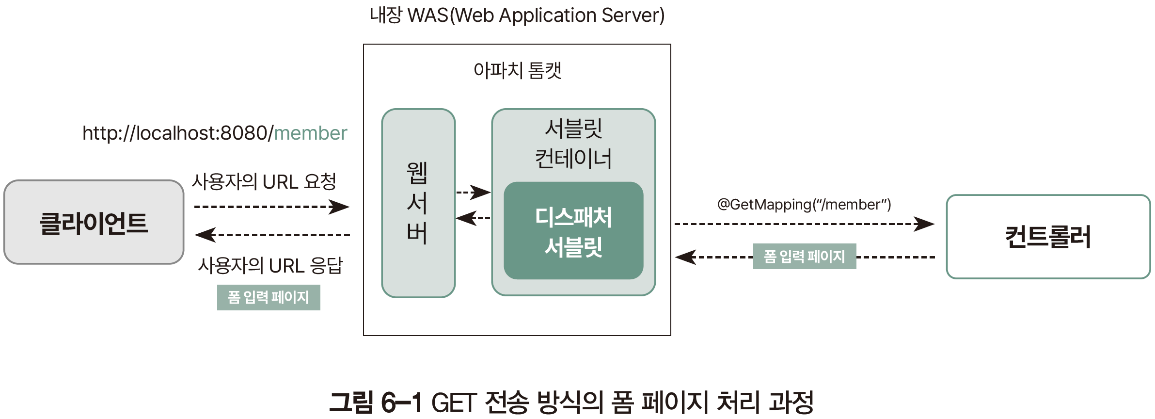 내장 WAS(Web Application Server)
아파치 톰캣
http://localhost:8080/member
사용자의 URL 요청
클라이언트
사용자의 URL 응답
폼 입력 페이지
웹
서
버
서블릿
컨테이너
디스패처
서블릿
@GetMapping(“/member”)
폼 입력 페이지
컨트롤러
그림 6–1 GET 전송 방식의 폼 페이지 처리 과정